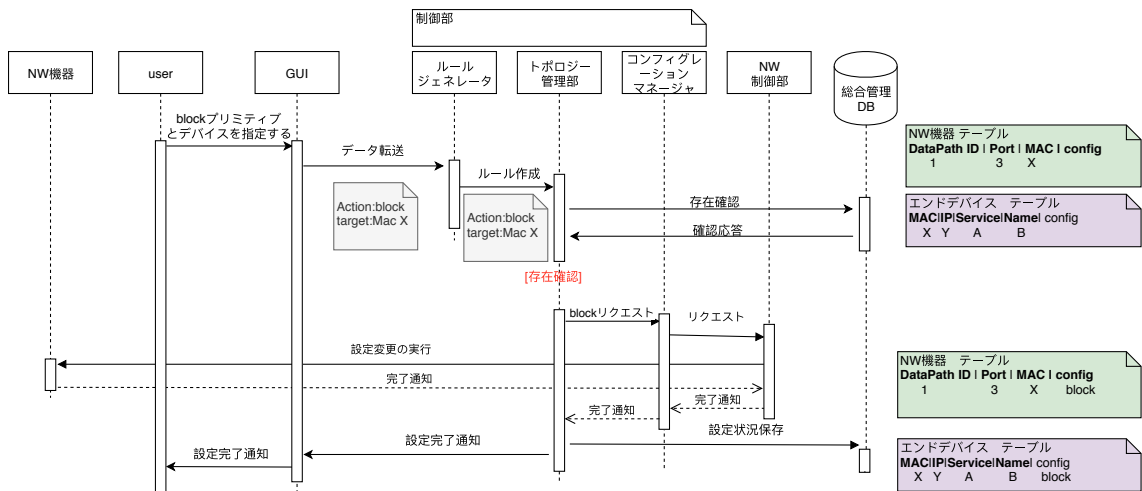 制御部
NW機器
user
GUI
ルール
ジェネレータ
トポロジー
管理部
コンフィグレ
ーション
マネージャ
NW
制御部
総合管理
DB
blockプリミティブ
とデバイスを指定する
データ転送
ルール作成
Action:block
target:Mac X
Action:block
target:Mac X
存在確認
確認応答
[存在確認]
NW機器 テーブル
DataPath ID | Port | MAC | config
1 3 X
エンドデバイス テーブル
MAC|IP|Service|Name| config
X Y A B
blockリクエスト
リクエスト
設定変更の実行
完了通知
完了通知
完了通知
設定状況保存
設定完了通知
設定完了通知
NW機器 テーブル
DataPath ID | Port | MAC | config
1 3 X block
エンドデバイス テーブル
MAC|IP|Service|Name| config
X Y A B block